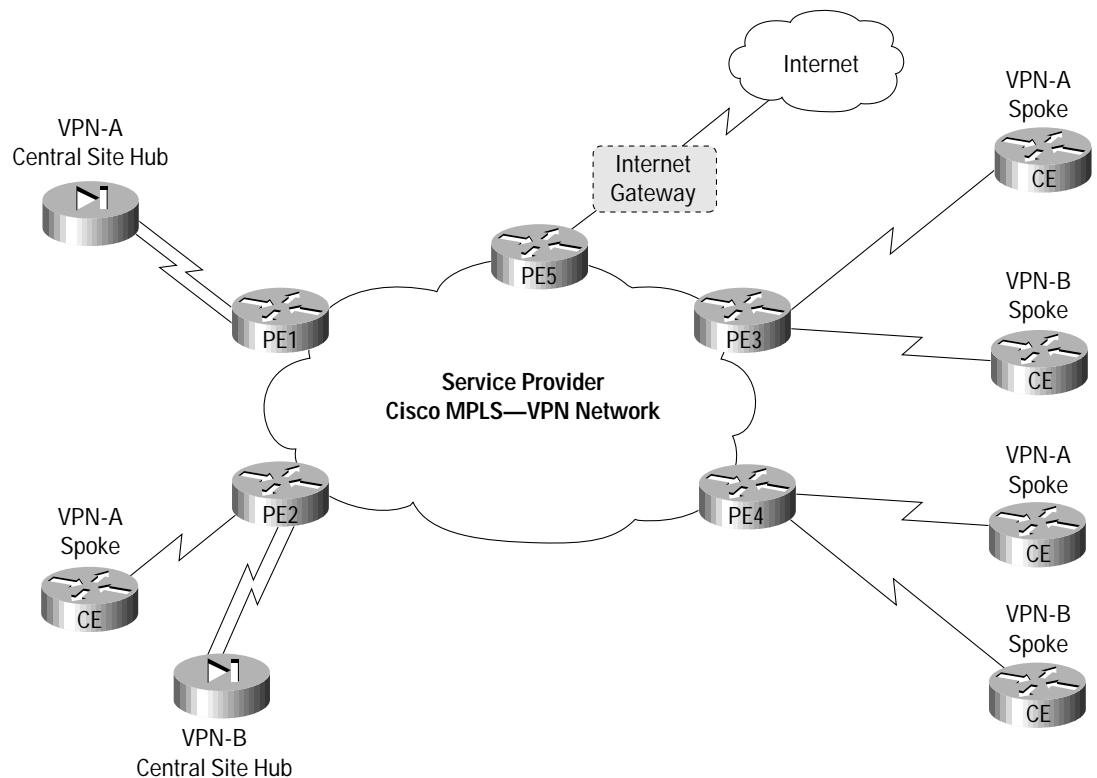 Internet
VPN-A
Spoke
CE
VPN-A
Central Site Hub
Internet
Gateway
PE5
PE1
PE3
VPN-B
Spoke
CE
Service Provider
Cisco MPLS—VPN Network
VPN-A
Spoke
CE
PE2
PE4
VPN-A
Spoke
CE
VPN-B
Spoke
CE
VPN-B
Central Site Hub